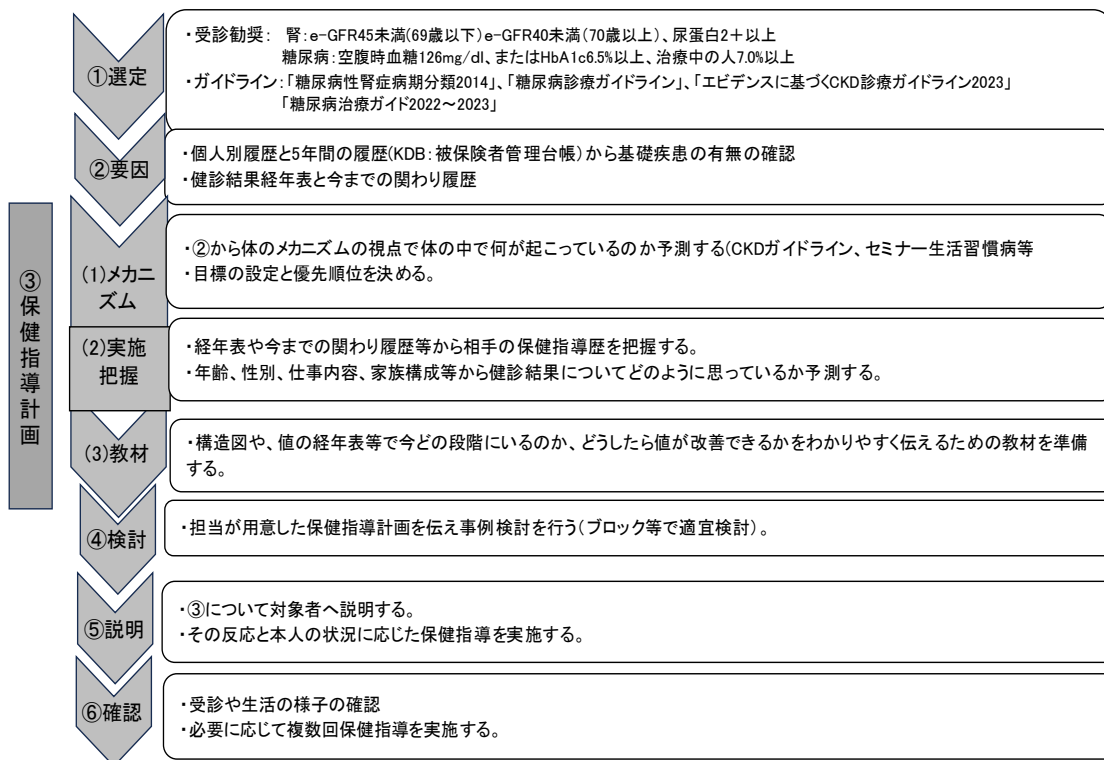 ①選定
・受診勧奨： 腎：e-GFR45未満(69歳以下)e-GFR40未満(70歳以上)、尿蛋白2＋以上
糖尿病：空腹時血糖126mg/dl、またはHbA1c6.5%以上、治療中の人7.0%以上
・ガイドライン：「糖尿病性腎症病期分類2014」、「糖尿病診療ガイドライン」、「エビデンスに基づくCKD診療ガイドライン2023」
「糖尿病治療ガイド2022～2023」
②要因
・個人別履歴と5年間の履歴(KDB：被保険者管理台帳)から基礎疾患の有無の確認
・健診結果経年表と今までの関わり履歴
③保健指導計画
(1)メカニ
ズム
・②から体のメカニズムの視点で体の中で何が起こっているのか予測する(CKDガイドライン、セミナー生活習慣病等
・目標の設定と優先順位を決める。
(2)実施
把握
・経年表や今までの関わり履歴等から相手の保健指導歴を把握する。
・年齢、性別、仕事内容、家族構成等から健診結果についてどのように思っているか予測する。
(3)教材
・構造図や、値の経年表等で今どの段階にいるのか、どうしたら値が改善できるかをわかりやすく伝えるための教材を準備
する。
④検討
・担当が用意した保健指導計画を伝え事例検討を行う(ブロック等で適宜検討)。
⑤説明
・③について対象者へ説明する。
・その反応と本人の状況に応じた保健指導を実施する。
⑥確認
・受診や生活の様子の確認
・必要に応じて複数回保健指導を実施する。